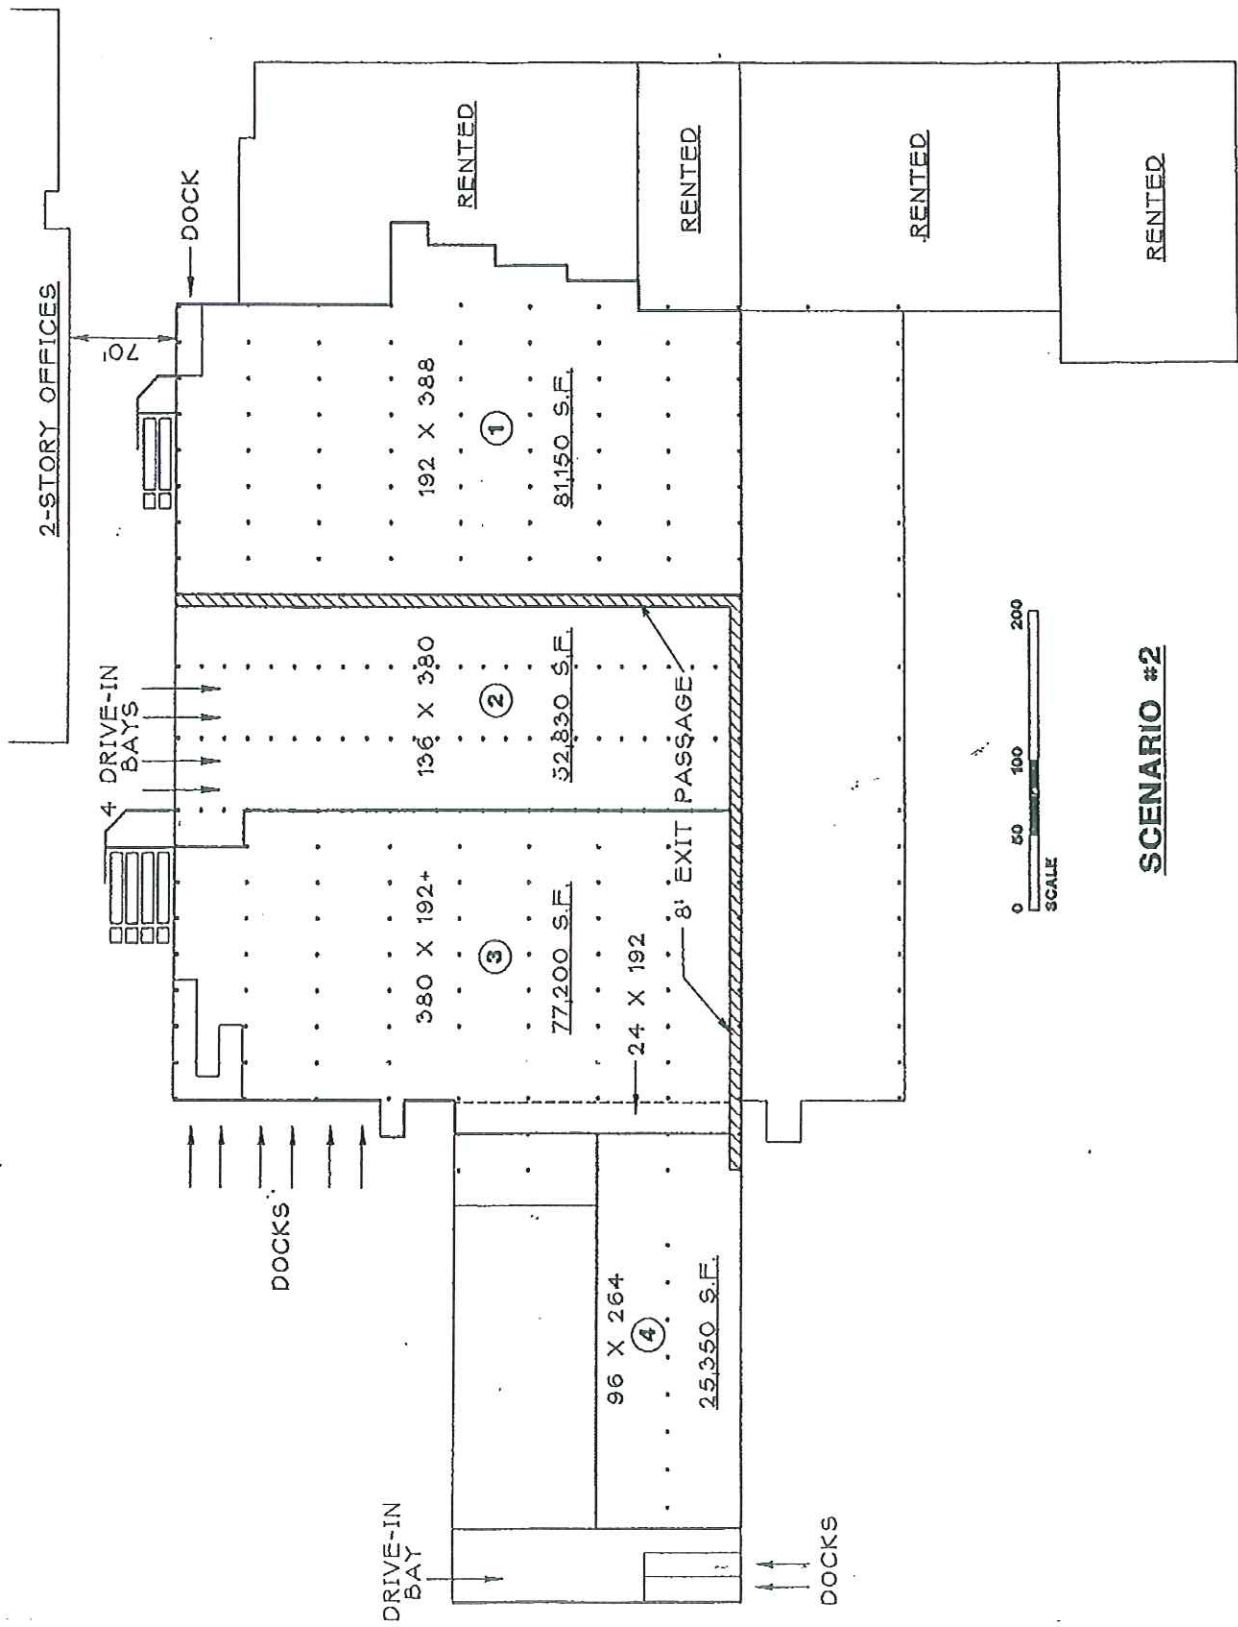 2-STORY OFFICES
70'
DOCK
4 DRIVE-IN
BAYS
RENTED
RENTED
RENTED
RENTED
192 X 388
1
81,150 S.F.
136 X 380
2
52,830 S.F.
380 X 192+
3
77,200 S.F.
24 X 192
8' EXIT PASSAGE
DOCKS
96 X 264
4
25,350 S.F.
DRIVE-IN
BAY
DOCKS
0 50 100 200
SCALE
SCENARIO #2